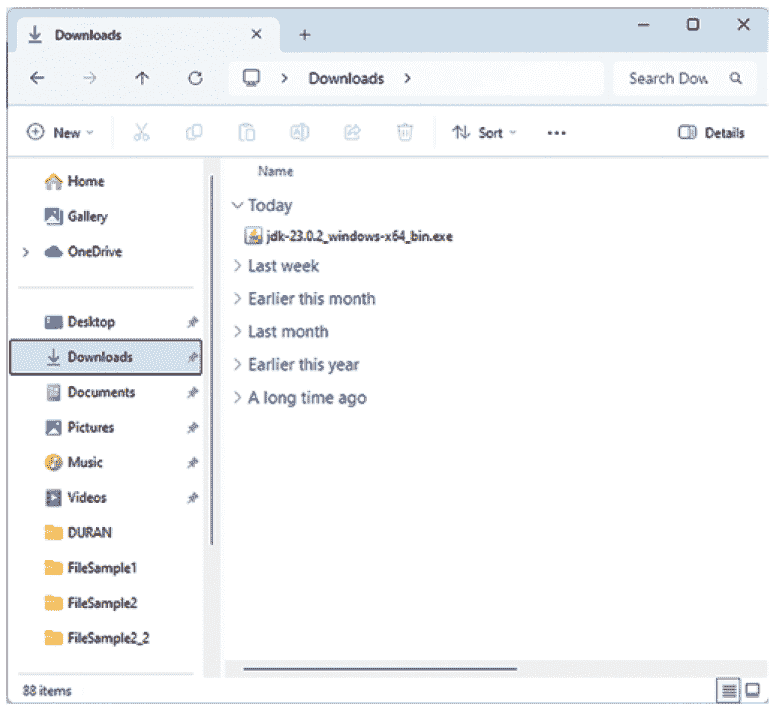 Downloads
Downloads
Search Dow
New
Sort
Details
Home
Gallery
OneDrive
Desktop
Downloads
Documents
Pictures
Music
Videos
DURAN
FileSample1
FileSample2
FileSample2_2
Name
Today
jdk-23.0.2_windows-x64_bin.exe
Last week
Earlier this month
Last month
Earlier this year
A long time ago
38 items